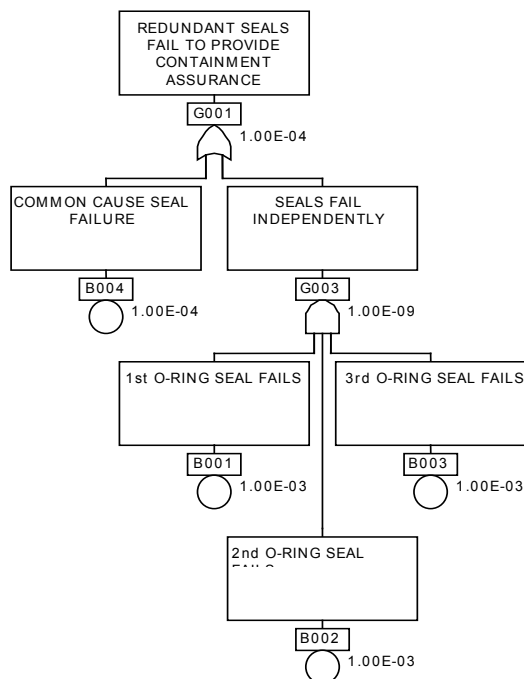 REDUNDANT SEALS
FAIL TO PROVIDE
CONTAINMENT
ASSURANCE
G001
1.00E-04
COMMON CAUSE SEAL
FAILURE
SEALS FAIL
INDEPENDENTLY
B004
1.00E-04
G003
1.00E-09
1st O-RING SEAL FAILS
3rd O-RING SEAL FAILS
B001
1.00E-03
B003
1.00E-03
2nd O-RING SEAL
B002
1.00E-03